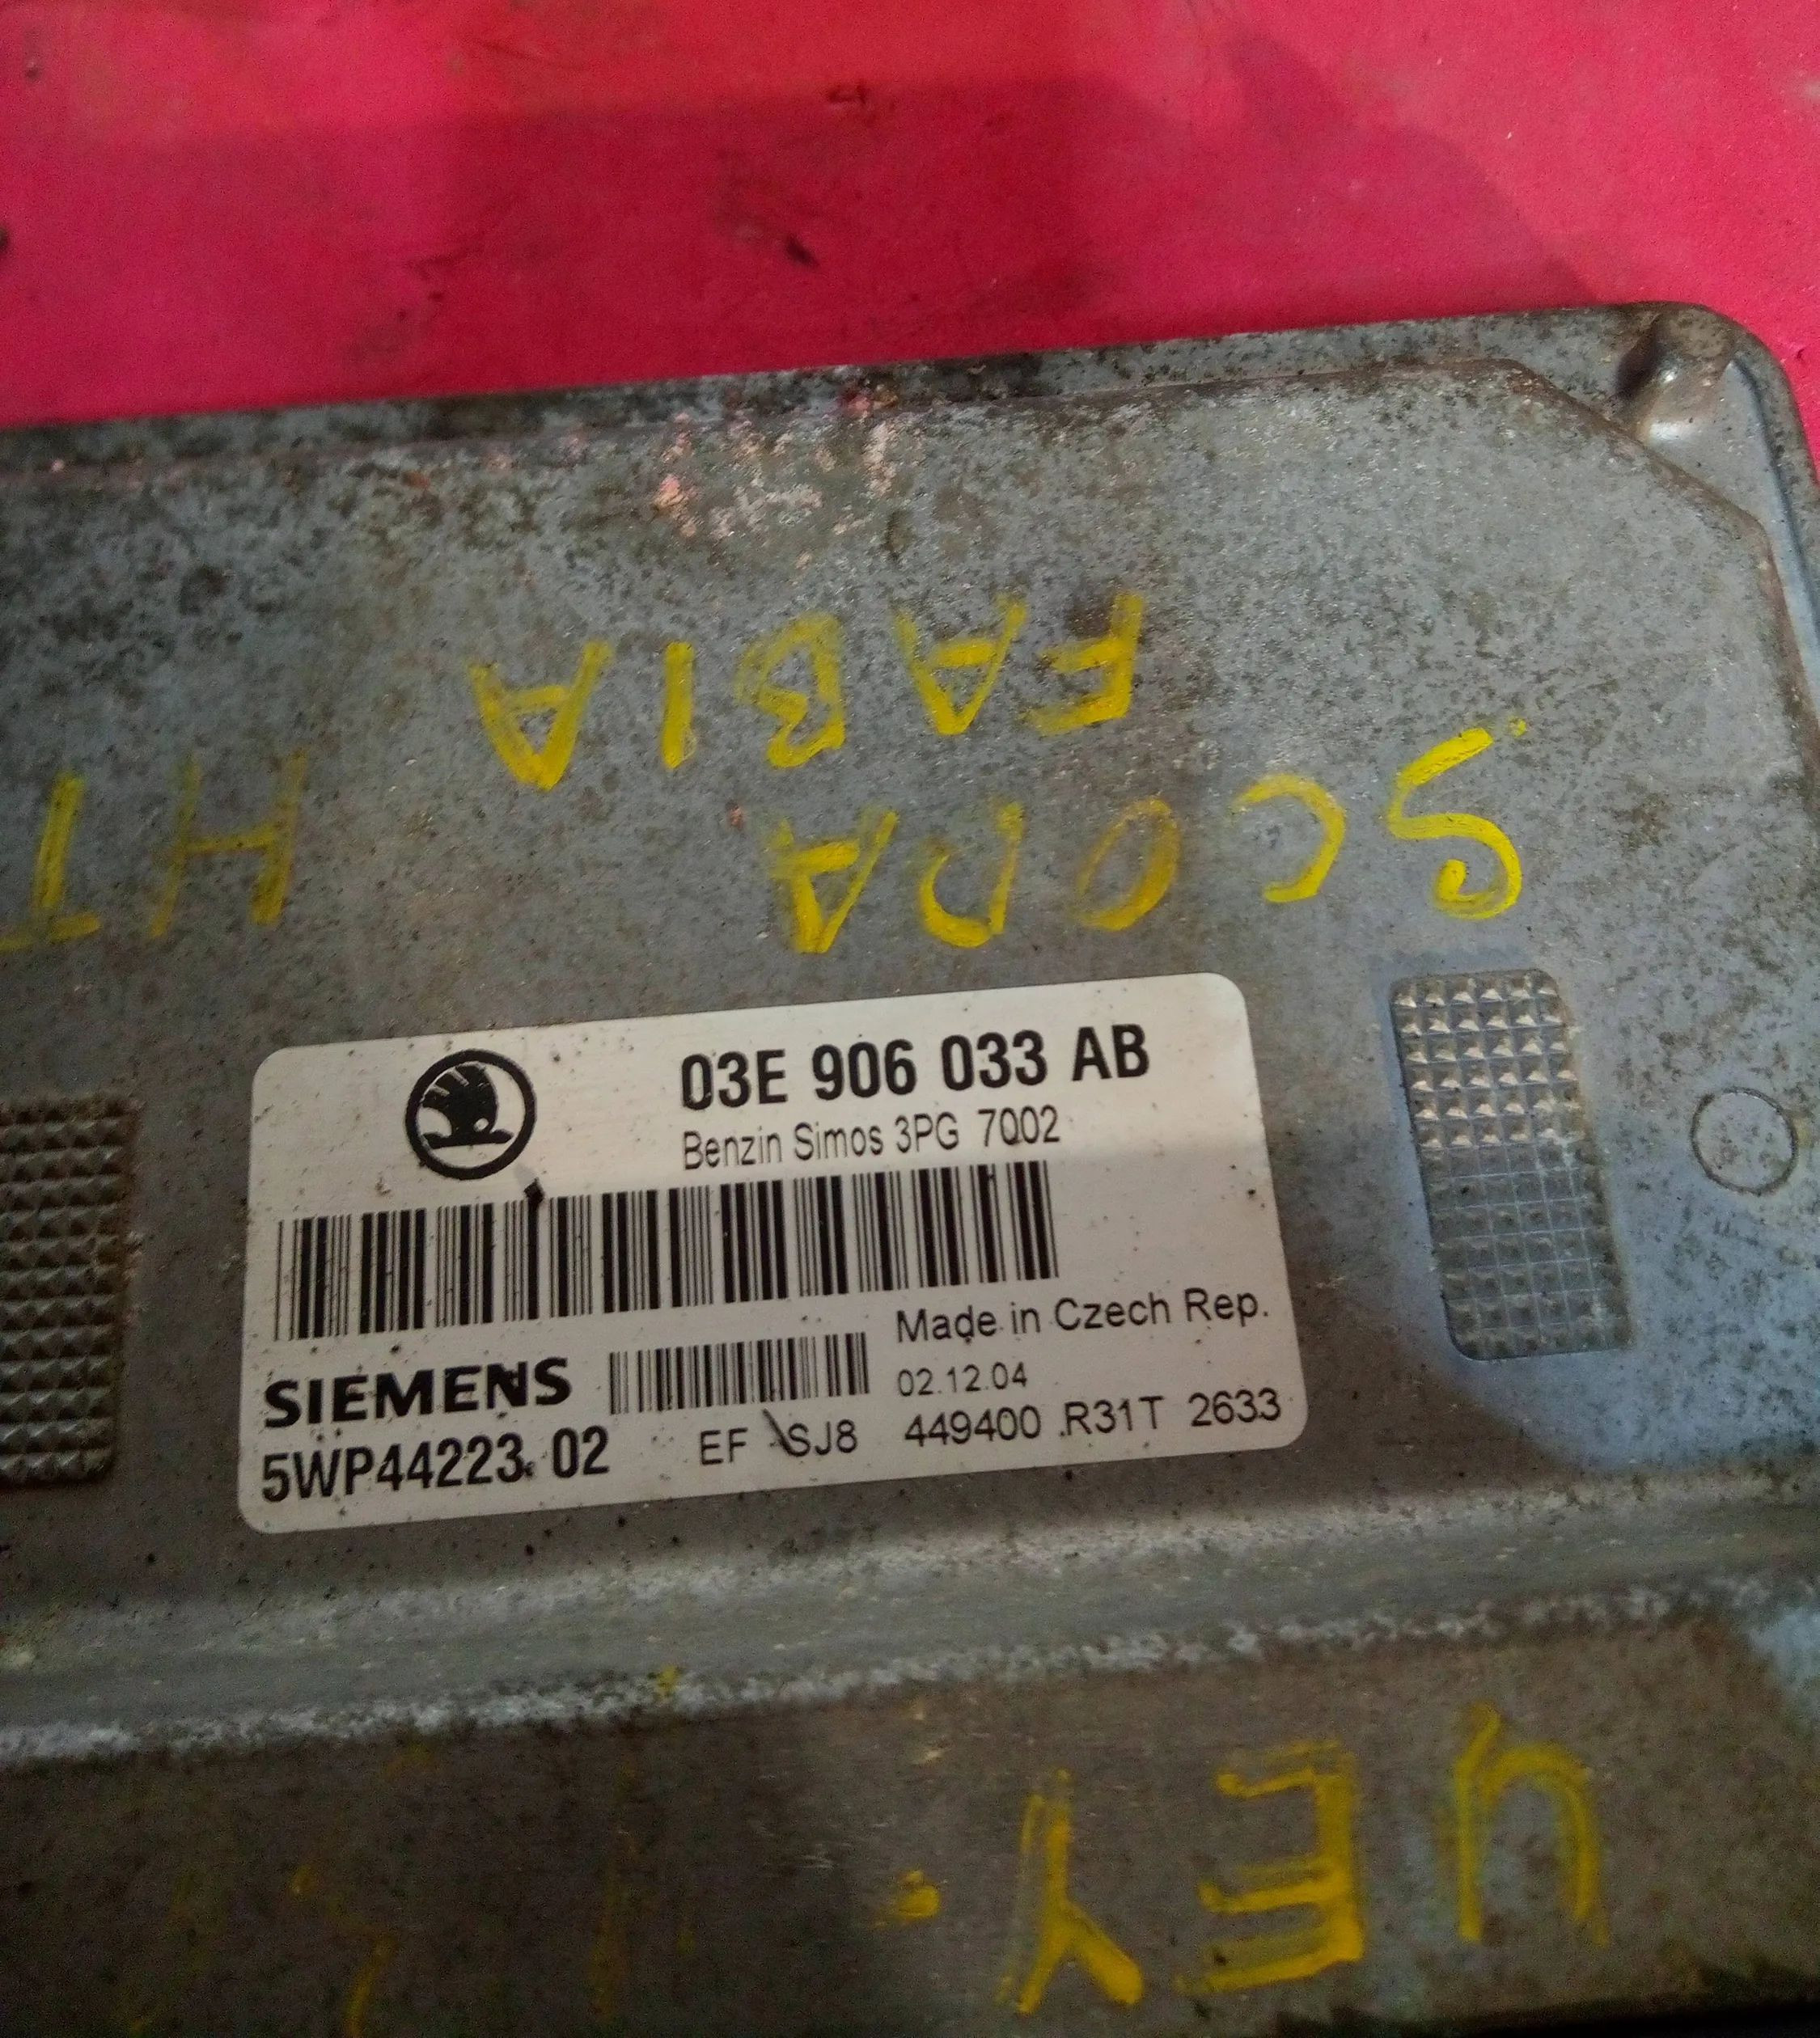 FABIA
SCODA
HT
03E 906 033 AB
Benzin Simos 3PG 7002
Made in Czech Rep.
SIEMENS
02.12.04
5WP44223 02 EF SJ8 449400 R31T 2633